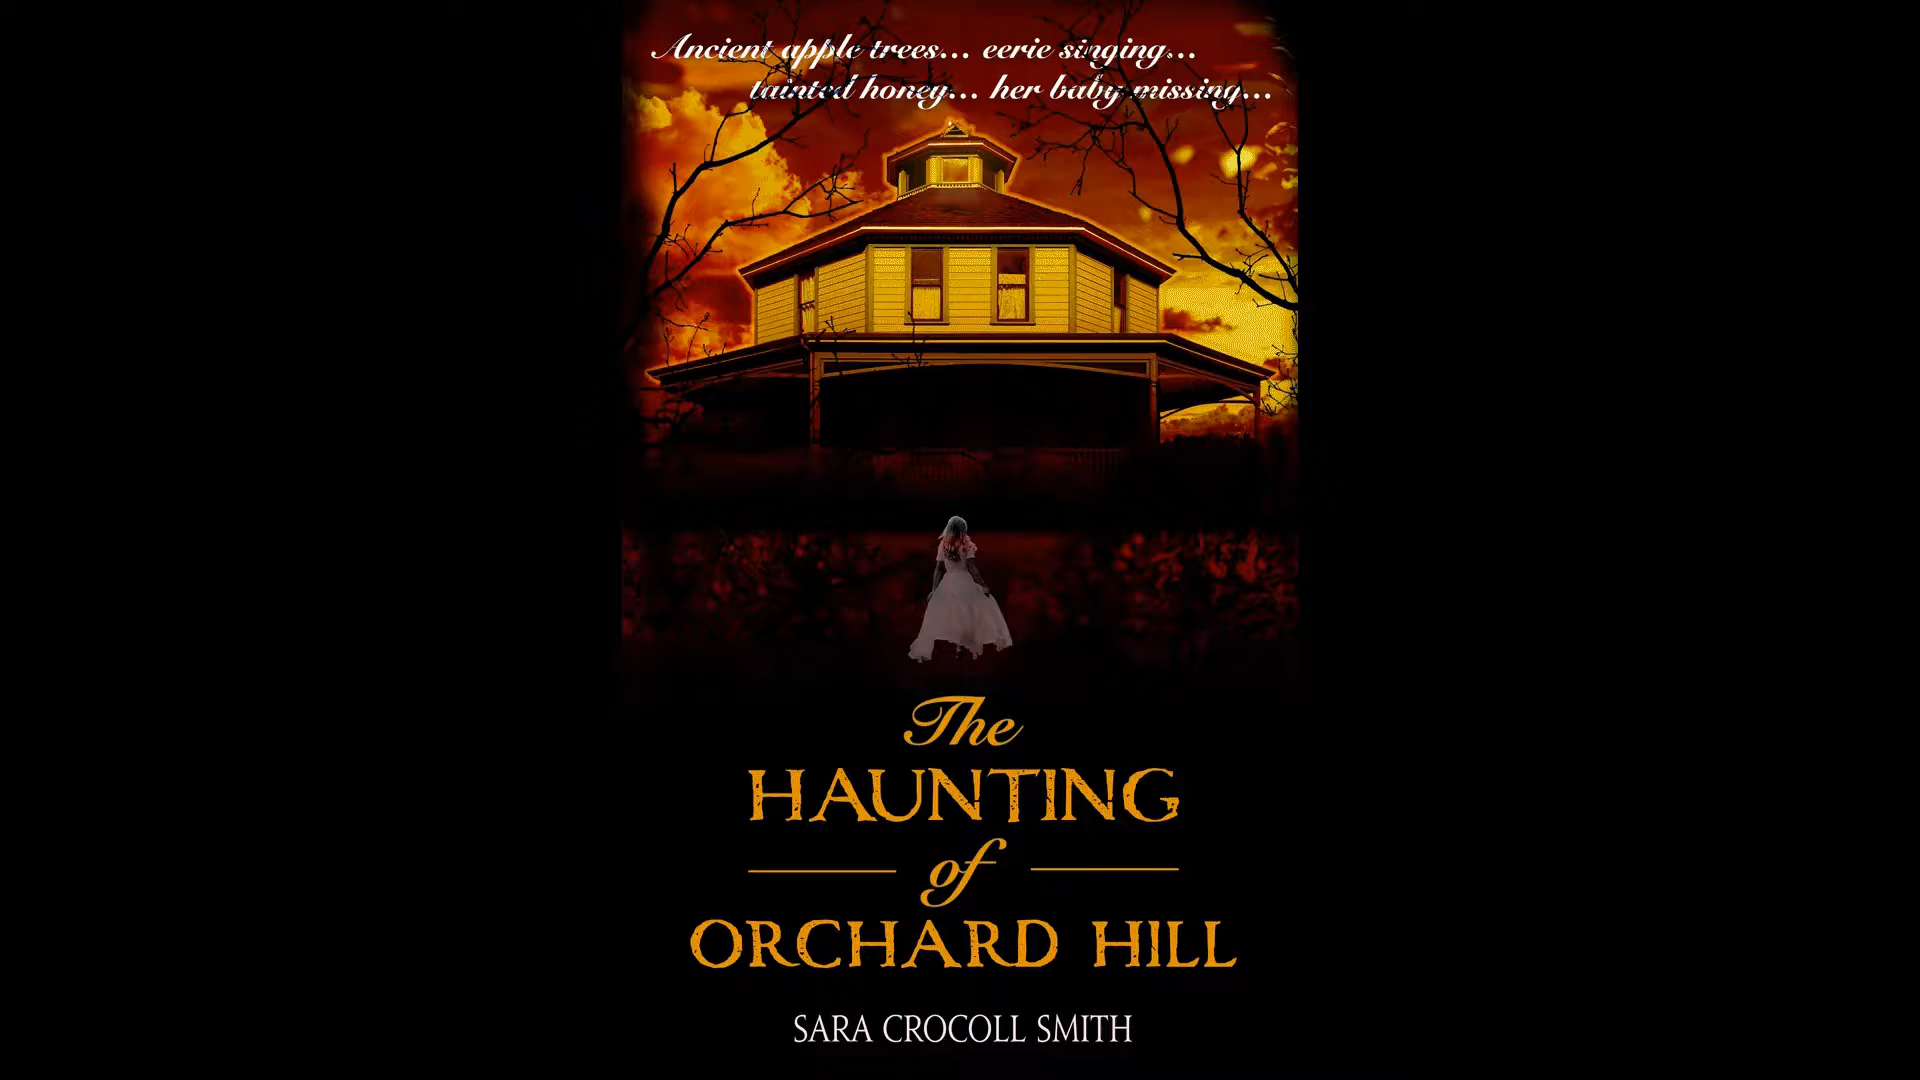 Ancient apple trees... eerie singing...
tainted honey... her baby missing...
The
HAUNTING
of
ORCHARD HILL
SARA CROCOLL SMITH